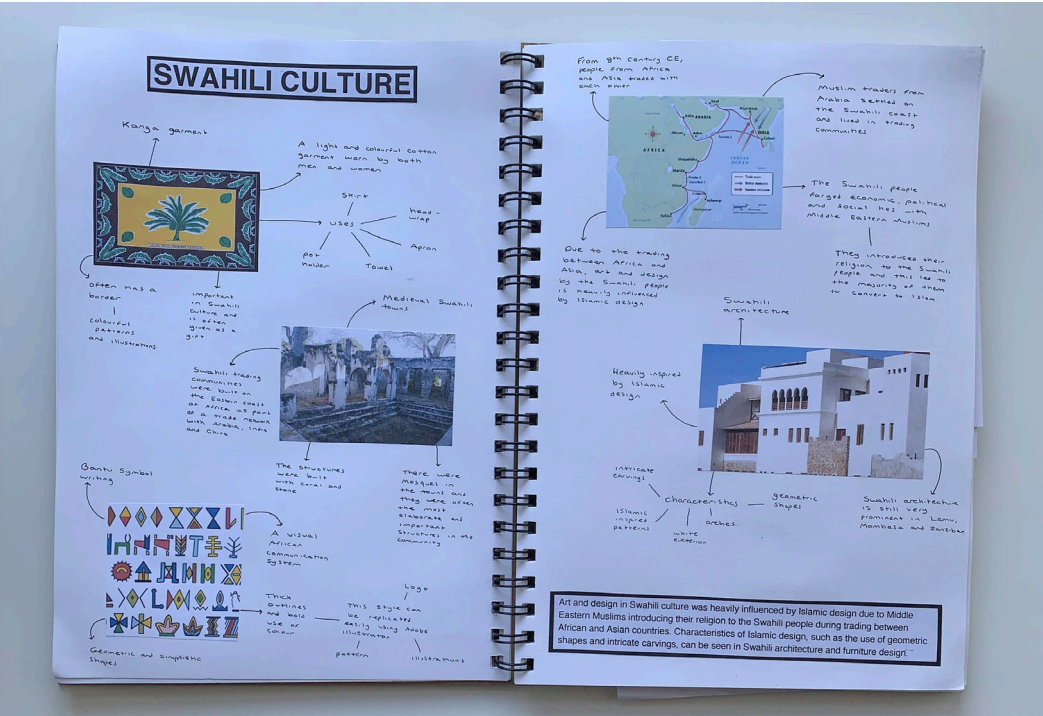 SWAHILI CULTURE
Kanga garment
A light and colourful cotton
garment worn by both
men and women
Skirt
head-
wrap
uses
Apron
pot
holder
Towel
often has a
border
colourful
patterns
and illustrations
important
in Swahili
culture and
is often
given as a
gift
Medieval Swahili
towns
Swahili trading
communities
were built on
the Eastern coast
of Africa as part
of a trade network
with Arabia, India
and China
The structures
were built
with coral and
stone
There were
Mosques in
the towns and
they were often
the most
elaborate and
important
structures in the
community
Bantu Symbol
writing
A visual
African
communication
system
Thick
outlines
and bold
use of
colour
This style can
be replicated
easily using Adobe
Illustrator
Logo
pattern
illustrations
Geometric and simplistic
shapes
From 8th century CE,
people from Africa
and Asia traded with
each other
Muslim traders from
Arabia settled on
the Swahili coast
and lived in trading
communities
ARABIA
AFRICA
INDIA
INDIAN
OCEAN
The Swahili people
forged economic, political
and social ties with
Middle Eastern Muslims
They introduced their
religion to the Swahili
people and this led to
the majority of them
to convert to Islam
Due to the trading
between Africa and
Asia, art and design
by the Swahili people
is heavily influenced
by Islamic design
Swahili
architecture
Heavily inspired
by Islamic
design
intricate
carvings
Characteristics
geometric
shapes
Islamic
inspired
patterns
white
exterior
arches
Swahili architecture
is still very
prominent in Lamu,
Mombasa and Zanzibar
Art and design in Swahili culture was heavily influenced by Islamic design due to Middle
Eastern Muslims introducing their religion to the Swahili people during trading between
African and Asian countries. Characteristics of Islamic design, such as the use of geometric
shapes and intricate carvings, can be seen in Swahili architecture and furniture design.